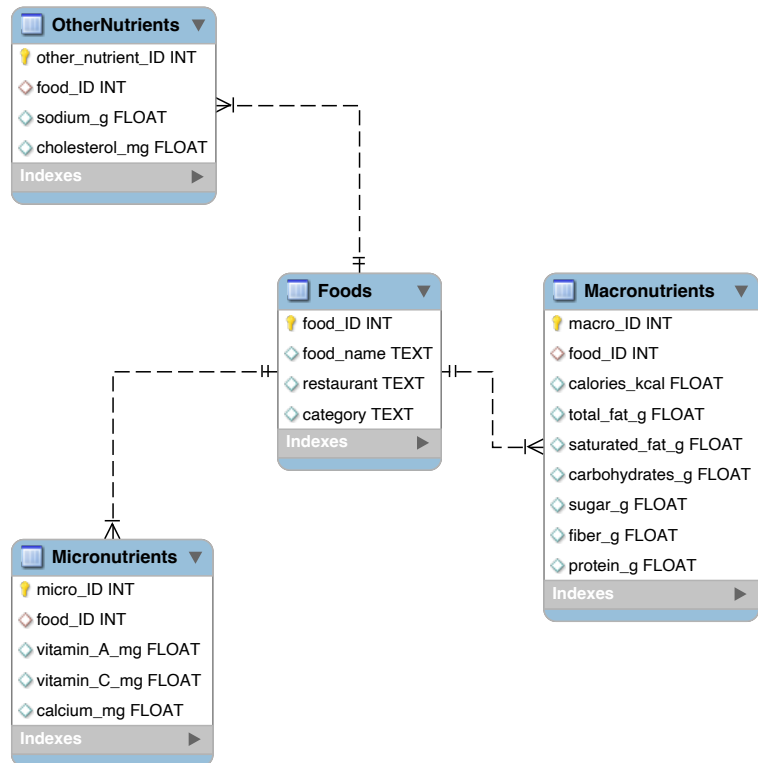 OtherNutrients
other_nutrient_ID INT
food_ID INT
sodium_g FLOAT
cholesterol_mg FLOAT
Indexes
Foods
food_ID INT
food_name TEXT
restaurant TEXT
category TEXT
Indexes
Macronutrients
macro_ID INT
food_ID INT
calories_kcal FLOAT
total_fat_g FLOAT
saturated_fat_g FLOAT
carbohydrates_g FLOAT
sugar_g FLOAT
fiber_g FLOAT
protein_g FLOAT
Indexes
Micronutrients
micro_ID INT
food_ID INT
vitamin_A_mg FLOAT
vitamin_C_mg FLOAT
calcium_mg FLOAT
Indexes